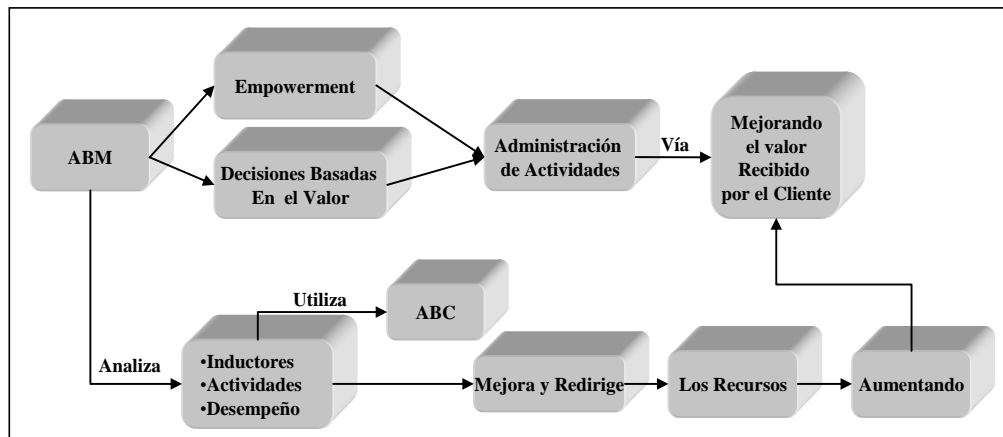 Empowerment
ABM
Decisiones Basadas
En el Valor
Administración
de Actividades
Vía
Mejorando
el valor
Recibido
por el Cliente
Utiliza
ABC
Analiza
•Inductores
•Actividades
•Desempeño
Mejora y Redirige
Los Recursos
Aumentando